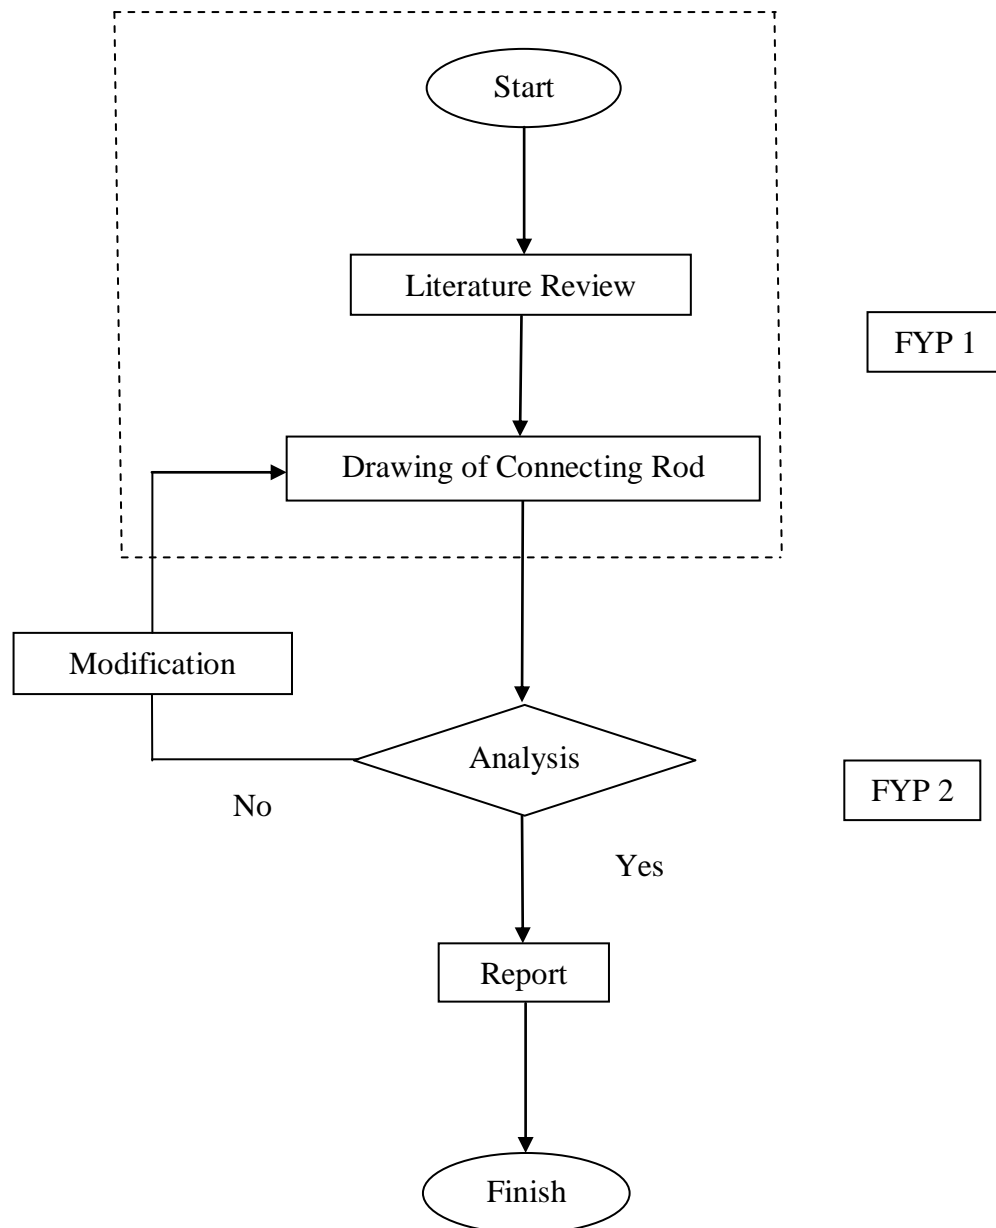 Start
Literature Review
FYP 1
Drawing of Connecting Rod
Modification
Analysis
FYP 2
No
Yes
Report
Finish